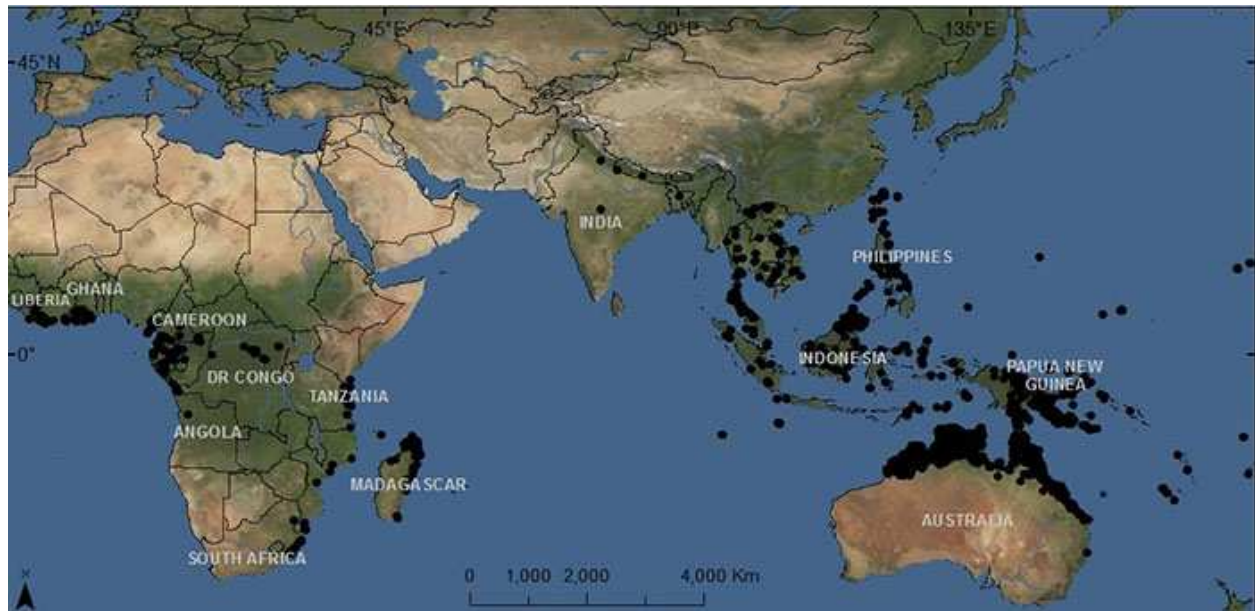 0°
45°E
90°E
135°E
45°N
INDIA
PHILIPPINES
GHANA
LIBERIA
CAMEROON
0°
INDONESIA
DR CONGO
PAPUA NEW
GUINEA
TANZANIA
ANGOLA
MADAGASCAR
AUSTRALIA
SOUTH AFRICA
0 1,000 2,000 4,000 Km